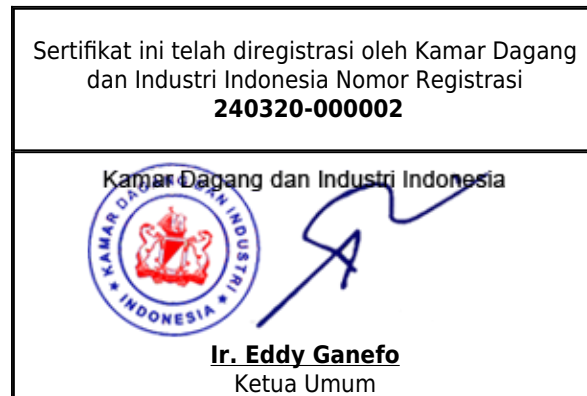 Sertifikat ini telah diregistrasi oleh Kamar Dagang
dan Industri Indonesia Nomor Registrasi
240320-000002
Kamar Dagang dan Industri Indonesia
KAMAR DAGANG DAN INDUSTRI
INDONESIA
Ir. Eddy Ganefo
Ketua Umum